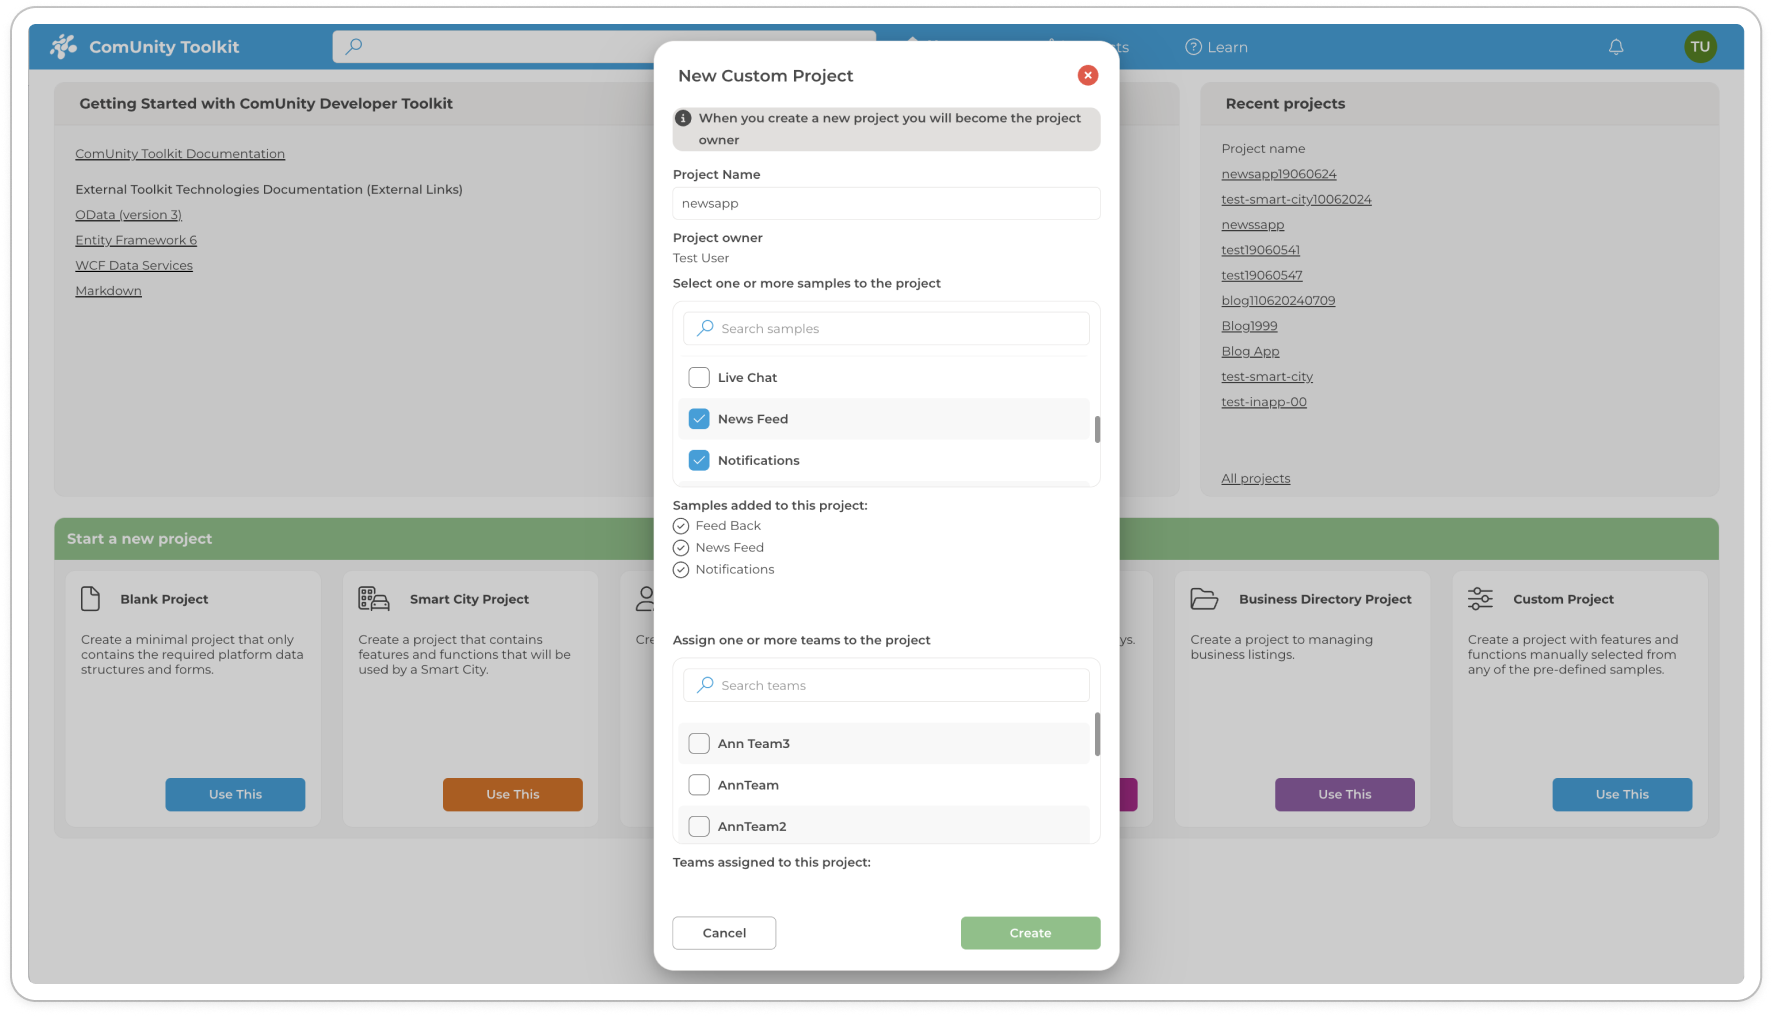 ComUnity Toolkit
Learn
TU
Getting Started with ComUnity Developer Toolkit
ComUnity Toolkit Documentation
External Toolkit Technologies Documentation (External Links)
OData (version 3)
Entity Framework 6
WCF Data Services
Markdown
New Custom Project
When you create a new project you will become the project
owner
Project Name
newsapp
Project owner
Test User
Select one or more samples to the project
Search samples
Live Chat
News Feed
Notifications
Samples added to this project:
Feed Back
News Feed
Notifications
Assign one or more teams to the project
Search teams
Ann Team3
AnnTeam
AnnTeam2
Teams assigned to this project:
Cancel
Create
Recent projects
Project name
newsapp19060624
test-smart-city10062024
newssapp
test19060541
test19060547
blog110620240709
Blog1999
Blog App
test-smart-city
test-inapp-00
All projects
Start a new project
Blank Project
Create a minimal project that only
contains the required platform data
structures and forms.
Use This
Smart City Project
Create a project that contains
features and functions that will be
used by a Smart City.
Use This
Business Directory Project
Create a project to managing
business listings.
Use This
Custom Project
Create a project with features and
functions manually selected from
any of the pre-defined samples.
Use This